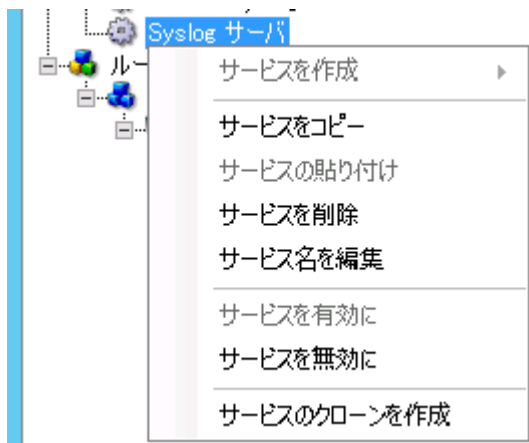 Syslog サーバ
ルー
サービスを作成
サービスをコピー
サービスの貼り付け
サービスを削除
サービス名を編集
サービスを有効に
サービスを無効に
サービスのクローンを作成